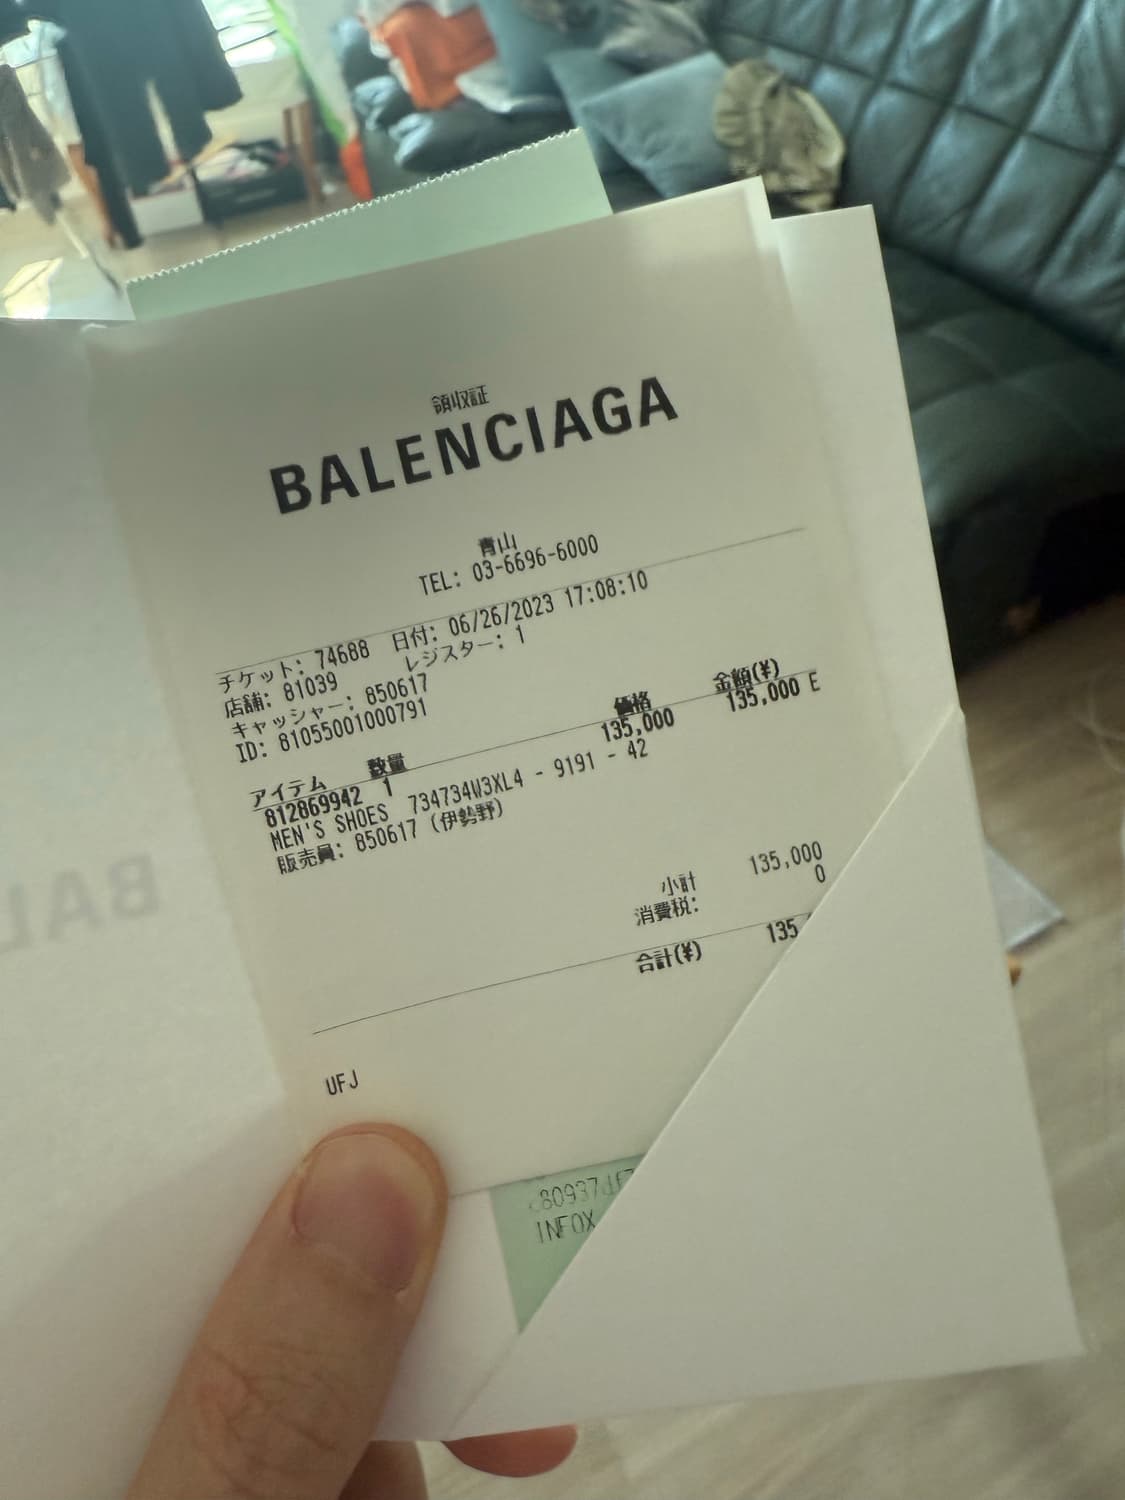 領収証
BALENCIAGA
青山
TEL: 03-6696-6000
チケット: 74688 日付: 06/26/2023 17:08:10
店舗: 81039 レジスター: 1
キャッシャー: 850617
ID: 81055001000791
アイテム 数量 価格 金額(¥)
812869942 1 135,000 135,000 E
MEN'S SHOES 734734W3XL4 - 9191 - 42
販売員: 850617 (伊勢野)
小計 135,000
消費税: 0
合計(¥) 135
UFJ
INFOX